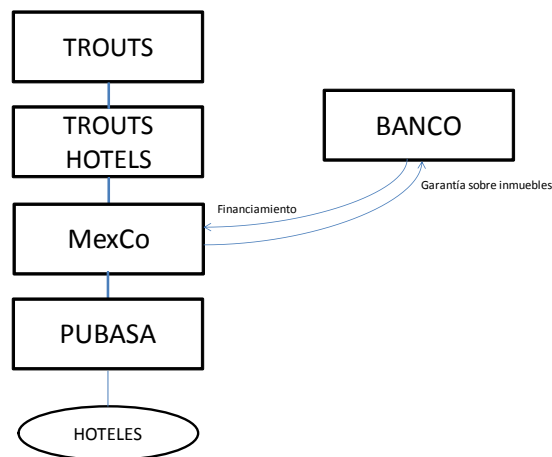 TROUTS
TROUTS
HOTELS
BANCO
Garantía sobre inmuebles
Financiamiento
MexCo
PUBASA
HOTELES